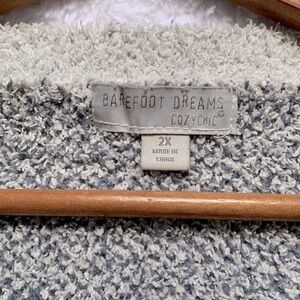 BAREFOOT DREAMS®
COZYCHIC
2X
MADE IN
CHINA